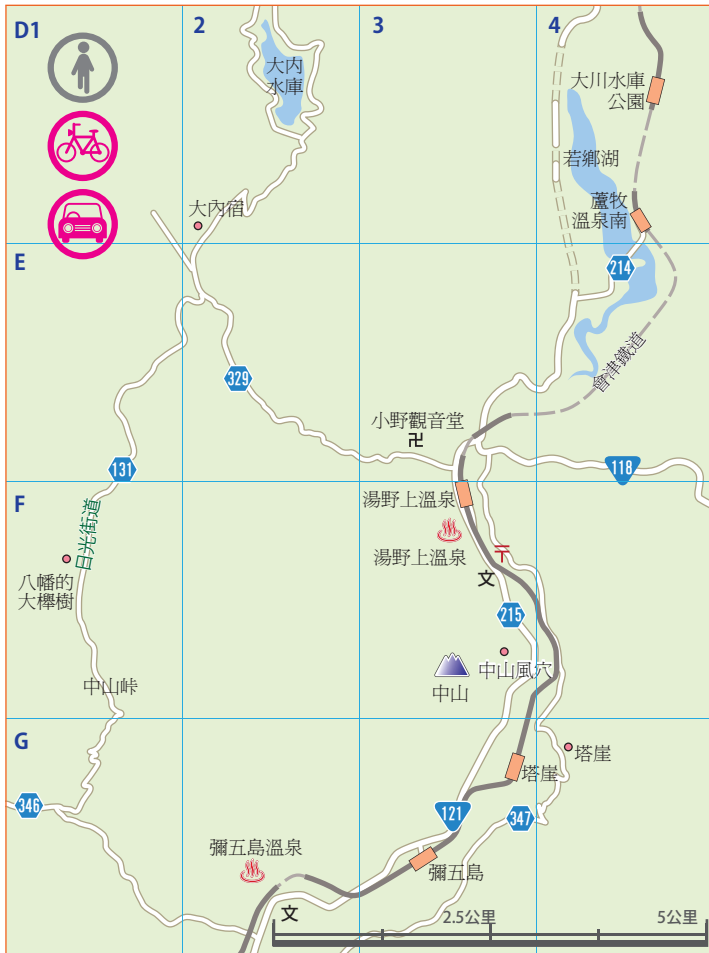 D1
2
3
4
大内
水庫
大川水庫
公園
若鄉湖
大內宿
蘆牧
溫泉南
E
214
會津鐵道
329
小野觀音堂
卍
131
118
F
湯野上溫泉
日光街道
湯野上溫泉
〒
八幡的
大櫸樹
文
215
中山風穴
中山
中山峠
G
塔崖
塔崖
346
121
347
彌五島溫泉
彌五島
文
2.5公里
5公里